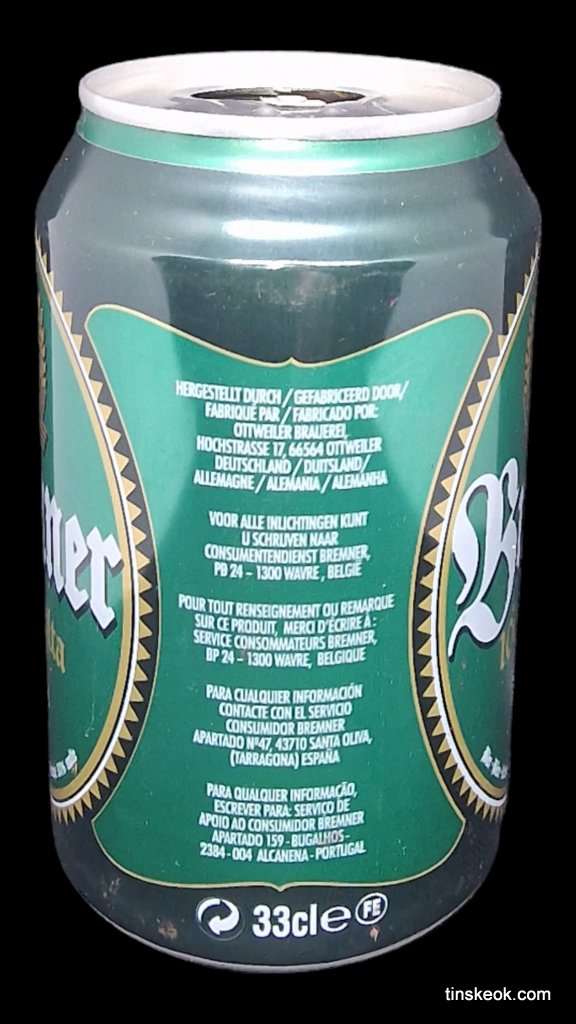 HERGESTELLT DURCH / GEFABRICEERD DOOR/
FABRIQUÉ PAR / FABRICADO POR:
OTTWEILER BRAUEREI,
HOCHSTRASSE 17, 66564 OTTWEILER
DEUTSCHLAND / DUITSLAND/
ALLEMAGNE / ALEMANIA / ALEMANHA
VOOR ALLE INLICHTINGEN KUNT
U SCHRIJVEN NAAR
CONSUMENTENDIENST BREMNER,
PB 24 – 1300 WAVRE, BELGIË
POUR TOUT RENSEIGNEMENT OU REMARQUE
SUR CE PRODUIT, MERCI D'ÉCRIRE À :
SERVICE CONSOMMATEURS BREMNER,
BP 24 – 1300 WAVRE, BELGIQUE
PARA CUALQUIER INFORMACIÓN
CONTACTE CON EL SERVICIO
CONSUMIDOR BREMNER
APARTADO Nº47, 43710 SANTA OLIVA,
(TARRAGONA) ESPAÑA
PARA QUALQUER INFORMAÇÃO,
ESCREVER PARA: SERVIÇO DE
APOIO AO CONSUMIDOR BREMNER
APARTADO 159 - BUGALHOS -
2384-004 ALCANENA - PORTUGAL
33cl e FE
tinskeok.com